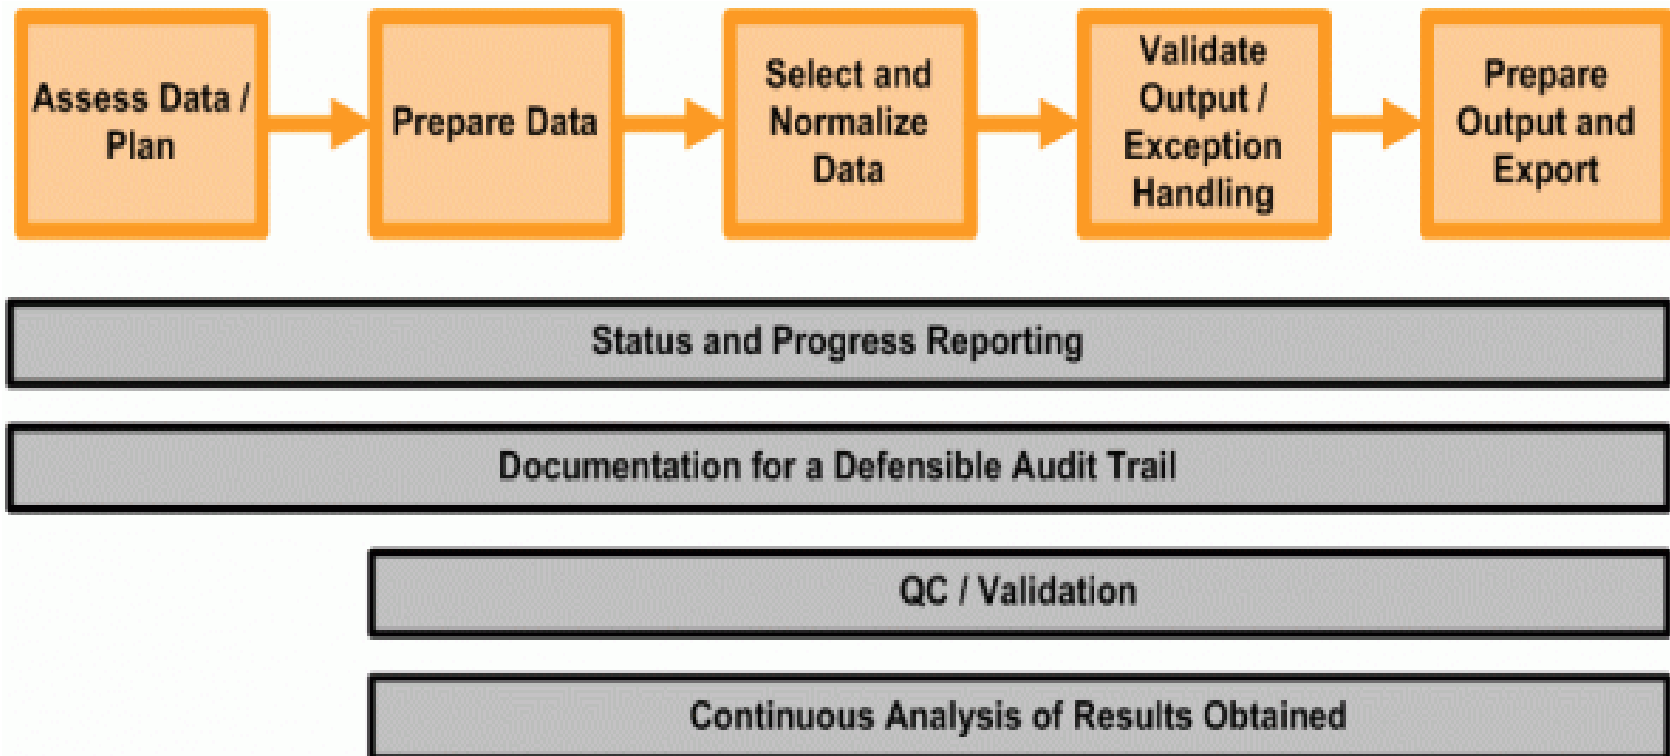 Assess Data /
Plan
Prepare Data
Select and
Normalize
Data
Validate
Output /
Exception
Handling
Prepare
Output and
Export
Status and Progress Reporting
Documentation for a Defensible Audit Trail
QC / Validation
Continuous Analysis of Results Obtained